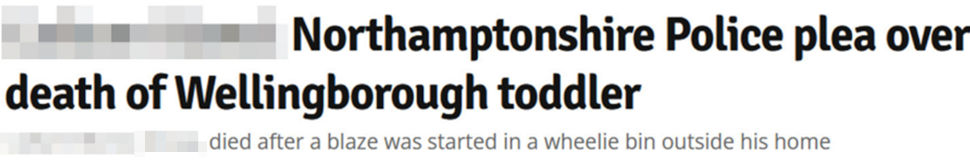 Northamptonshire Police plea over
death of Wellingborough toddler
died after a blaze was started in a wheelie bin outside his home